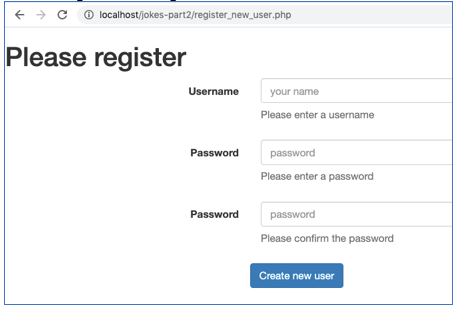 localhost/jokes-part2/register_new_user.php
Please register
Username
your name
Please enter a username
Password
password
Please enter a password
Password
password
Please confirm the password
Create new user